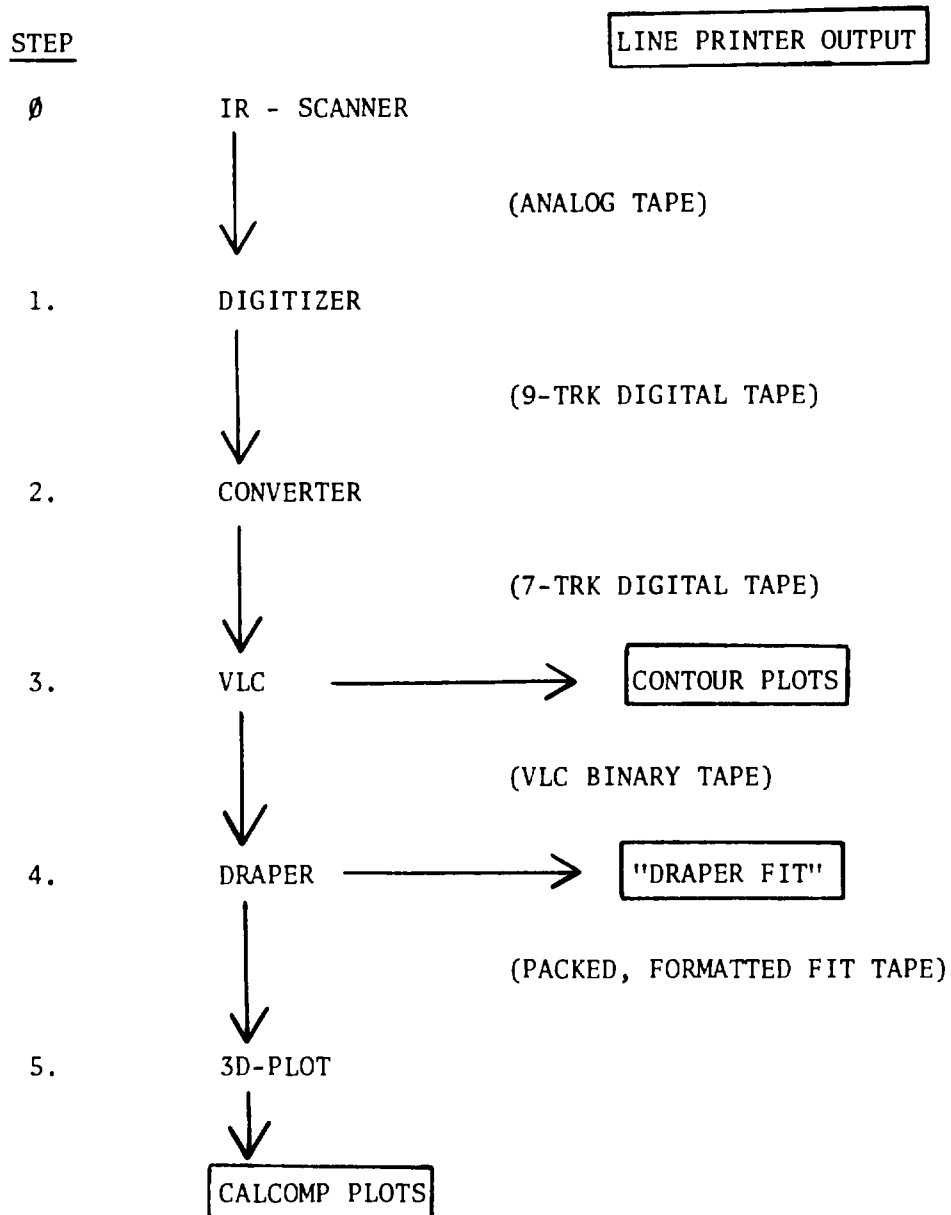 STEP LINE PRINTER OUTPUT
Ø IR - SCANNER
(ANALOG TAPE)
1. DIGITIZER
(9-TRK DIGITAL TAPE)
2. CONVERTER
(7-TRK DIGITAL TAPE)
3. VLC CONTOUR PLOTS
(VLC BINARY TAPE)
4. DRAPER "DRAPER FIT"
(PACKED, FORMATTED FIT TAPE)
5. 3D-PLOT
CALCOMP PLOTS